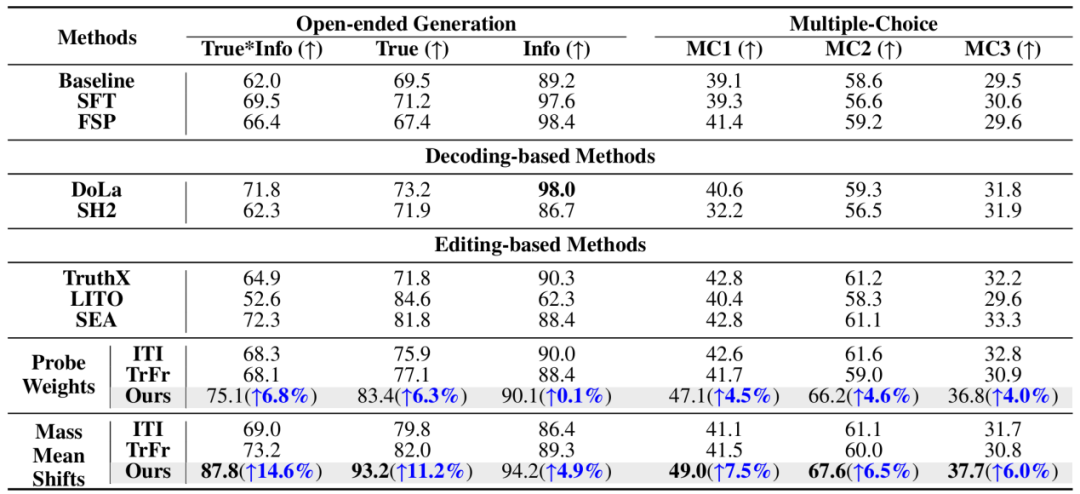 Methods Open-ended Generation Multiple-Choice
True*Info (↑) True (↑) Info (↑) MC1 (↑) MC2 (↑) MC3 (↑)
Baseline 62.0 69.5 89.2 39.1 58.6 29.5
SFT 69.5 71.2 97.6 39.3 56.6 30.6
FSP 66.4 67.4 98.4 41.4 59.2 29.6
Decoding-based Methods
DoLa 71.8 73.2 98.0 40.6 59.3 31.8
SH2 62.3 71.9 86.7 32.2 56.5 31.9
Editing-based Methods
TruthX 64.9 71.8 90.3 42.8 61.2 32.2
LITO 52.6 84.6 62.3 40.4 58.3 29.6
SEA 72.3 81.8 88.4 42.8 61.1 33.3
Probe Weights ITI 68.3 75.9 90.0 42.6 61.6 32.8
TrFr 68.1 77.1 88.4 41.7 59.0 30.9
Ours 75.1(↑6.8%) 83.4(↑6.3%) 90.1(↑0.1%) 47.1(↑4.5%) 66.2(↑4.6%) 36.8(↑4.0%)
Mass Mean Shifts ITI 69.0 79.8 86.4 41.1 61.1 31.7
TrFr 73.2 82.0 89.3 41.5 60.0 30.8
Ours 87.8(↑14.6%) 93.2(↑11.2%) 94.2(↑4.9%) 49.0(↑7.5%) 67.6(↑6.5%) 37.7(↑6.0%)